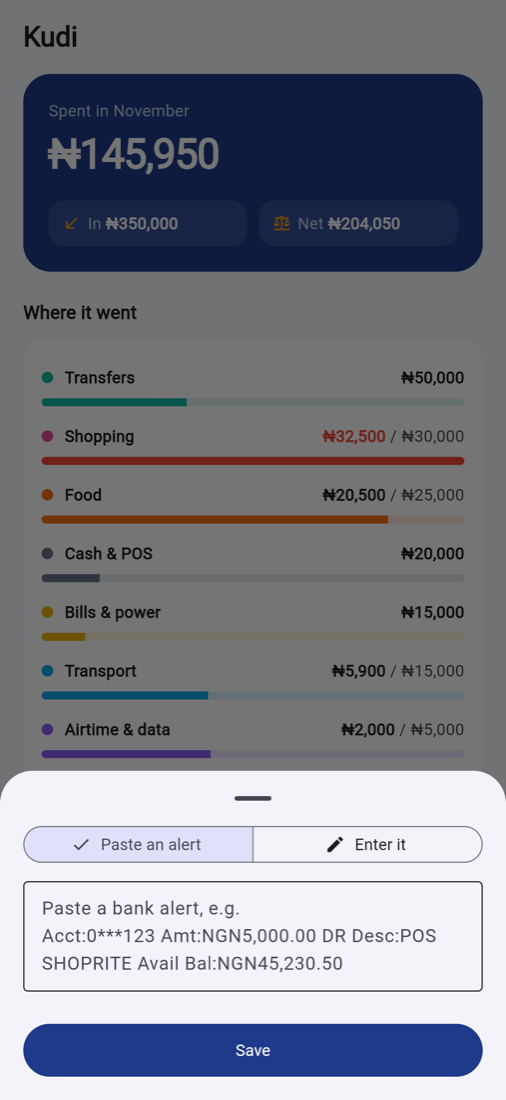 Kudi
Spent in November
₦145,950
In ₦350,000
Net ₦204,050
Where it went
Transfers ₦50,000
Shopping ₦32,500 / ₦30,000
Food ₦20,500 / ₦25,000
Cash & POS ₦20,000
Bills & power ₦15,000
Transport ₦5,900 / ₦15,000
Airtime & data ₦2,000 / ₦5,000
Paste an alert
Enter it
Paste a bank alert, e.g.
Acct:0***123 Amt:NGN5,000.00 DR Desc:POS
SHOPRITE Avail Bal:NGN45,230.50
Save